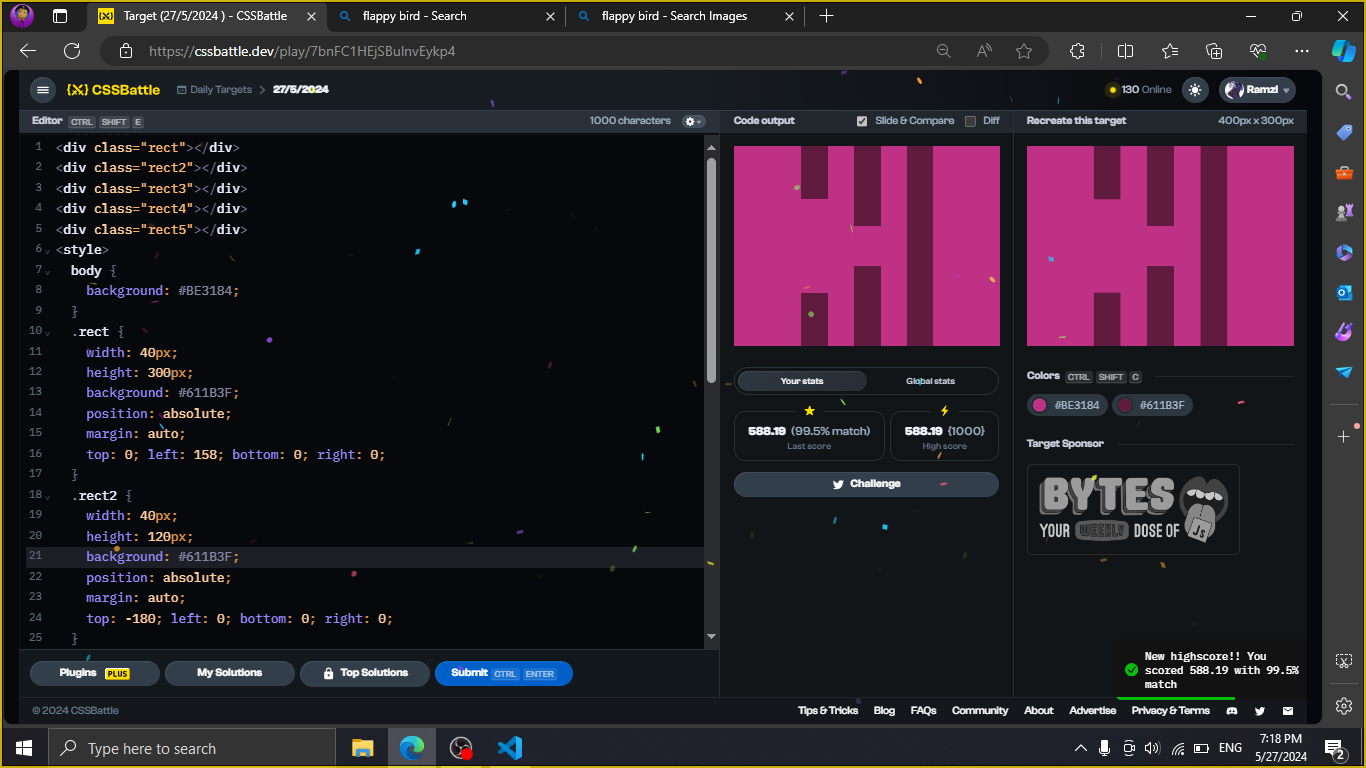 Target (27/5/2024 ) - CSSBattle
flappy bird - Search
flappy bird - Search Images
https://cssbattle.dev/play/7bnFC1HEjSBuInvEykp4
CSSBattle
Daily Targets > 27/5/2024
130 Online
Ramzi
Editor CTRL SHIFT E
1000 characters
Code output
Slide & Compare
Diff
Recreate this target
400px x 300px
1 <div class="rect"></div>
2 <div class="rect2"></div>
3 <div class="rect3"></div>
4 <div class="rect4"></div>
5 <div class="rect5"></div>
6 <style>
7 body {
8 background: #BE3184;
9 }
10 .rect {
11 width: 40px;
12 height: 300px;
13 background: #611B3F;
14 position: absolute;
15 margin: auto;
16 top: 0; left: 158; bottom: 0; right: 0;
17 }
18 .rect2 {
19 width: 40px;
20 height: 120px;
21 background: #611B3F;
22 position: absolute;
23 margin: auto;
24 top: -180; left: 0; bottom: 0; right: 0;
25 }
Your stats
Global stats
588.19 (99.5% match)
Last score
588.19 {1000}
High score
Challenge
Colors CTRL SHIFT C
#BE3184
#611B3F
Target Sponsor
BYTES
YOUR WEEKLY DOSE OF
JS
Plugins PLUS
My Solutions
Top Solutions
Submit CTRL ENTER
New highscore!! You
scored 588.19 with 99.5%
match
© 2024 CSSBattle
Tips & Tricks
Blog
FAQs
Community
About
Advertise
Privacy & Terms
Type here to search
ENG
7:18 PM
5/27/2024
2